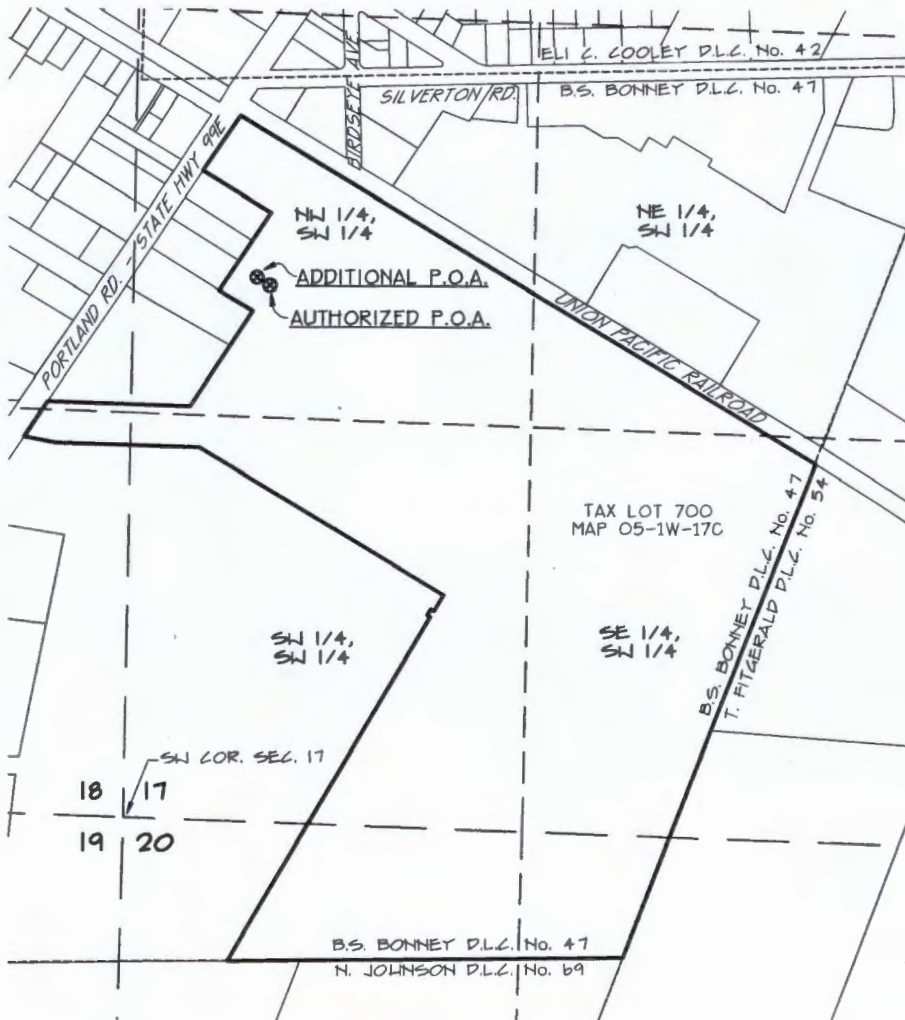 ELI C. COOLEY D.L.C. No. 42
SILVERTON RD.
B.S. BONNEY D.L.C. No. 47
BIRDSEYE AVE
PORTLAND RD. - STATE HWY 99E
NW 1/4,
SW 1/4
NE 1/4,
SW 1/4
ADDITIONAL P.O.A.
AUTHORIZED P.O.A.
UNION PACIFIC RAILROAD
TAX LOT 700
MAP 05-1W-17C
B.S. BONNEY D.L.C. No. 47
T. FITGERALD D.L.C. No. 54
SW 1/4,
SW 1/4
SE 1/4,
SW 1/4
SW COR. SEC. 17
18 17
19 20
B.S. BONNEY D.L.C. No. 47
N. JOHNSON D.L.C. No. 69